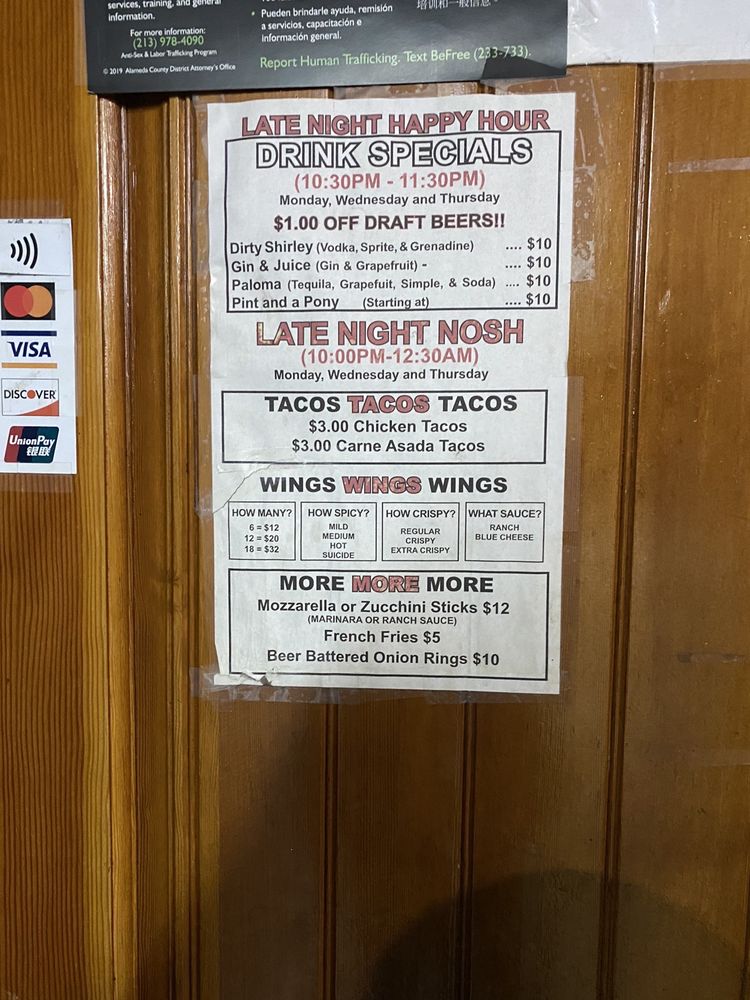 services, training, and general
information.
For more information:
(213) 978-4090
Anti-Sex & Labor Trafficking Program
© 2019 Alameda County District Attorney's Office
• Pueden brindarle ayuda, remisión
a servicios, capacitación e
información general.
培训和一般信息。
Report Human Trafficking. Text BeFree (233-733).
LATE NIGHT HAPPY HOUR
DRINK SPECIALS
(10:30PM - 11:30PM)
Monday, Wednesday and Thursday
$1.00 OFF DRAFT BEERS!!
Dirty Shirley (Vodka, Sprite, & Grenadine) .... $10
Gin & Juice (Gin & Grapefruit) - .... $10
Paloma (Tequila, Grapefuit, Simple, & Soda) .... $10
Pint and a Pony (Starting at) .... $10
LATE NIGHT NOSH
(10:00PM-12:30AM)
Monday, Wednesday and Thursday
TACOS TACOS TACOS
$3.00 Chicken Tacos
$3.00 Carne Asada Tacos
WINGS WINGS WINGS
HOW MANY?
6 = $12
12 = $20
18 = $32
HOW SPICY?
MILD
MEDIUM
HOT
SUICIDE
HOW CRISPY?
REGULAR
CRISPY
EXTRA CRISPY
WHAT SAUCE?
RANCH
BLUE CHEESE
MORE MORE MORE
Mozzarella or Zucchini Sticks $12
(MARINARA OR RANCH SAUCE)
French Fries $5
Beer Battered Onion Rings $10
VISA
DISCOVER
UnionPay
银联